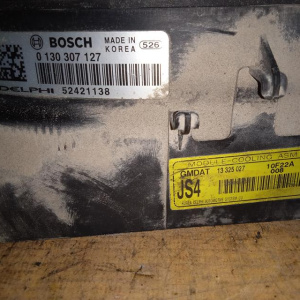 BOSCH
MADE IN
KOREA
526
0 130 307 127
DELPHI 52421138
MODULE-COOLING ASM
GMDAT 13 325 027 10F22A
JS4 008